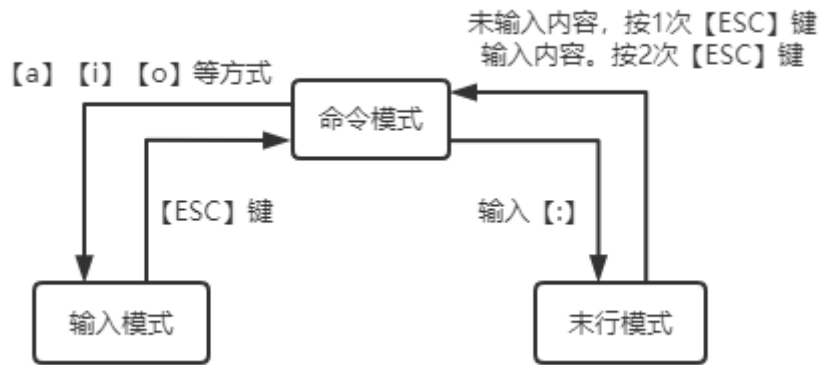 未输入内容，按1次【ESC】键
输入内容。按2次【ESC】键
【a】【i】【o】等方式
命令模式
【ESC】键
输入【:】
输入模式
末行模式